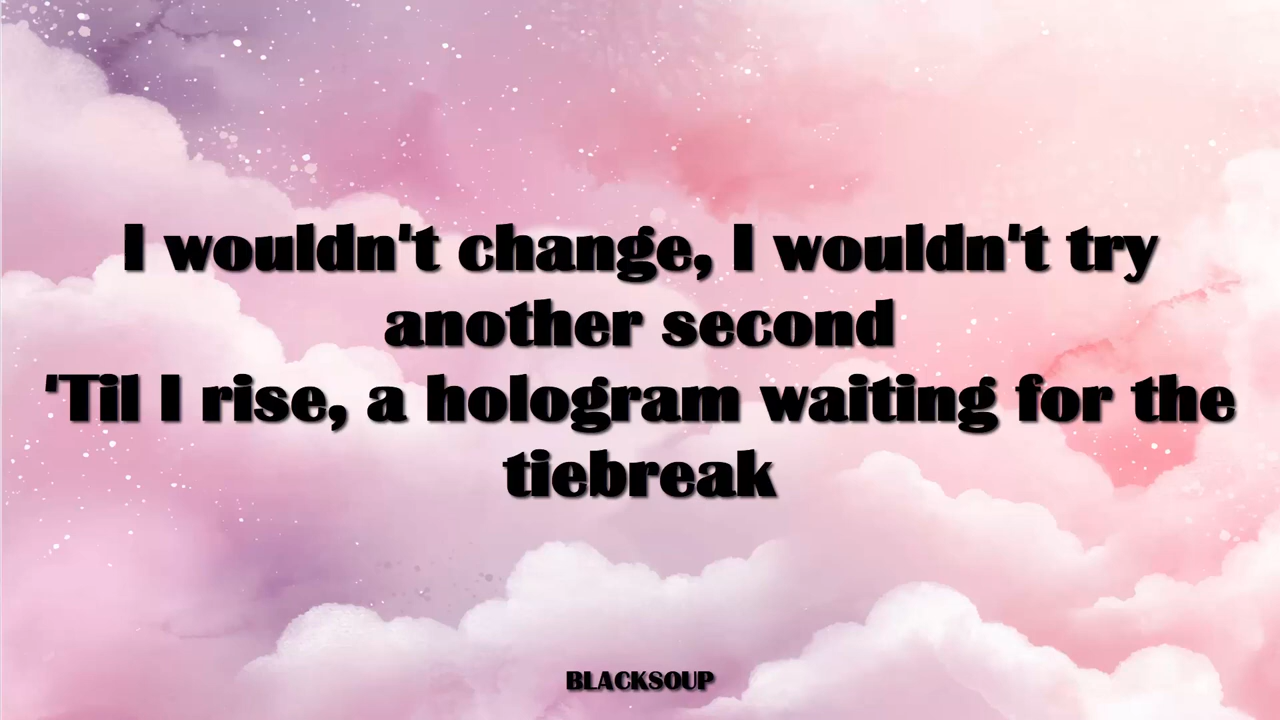 I wouldn't change, I wouldn't try
another second
'Til I rise, a hologram waiting for the
tiebreak
BLACKSOUP